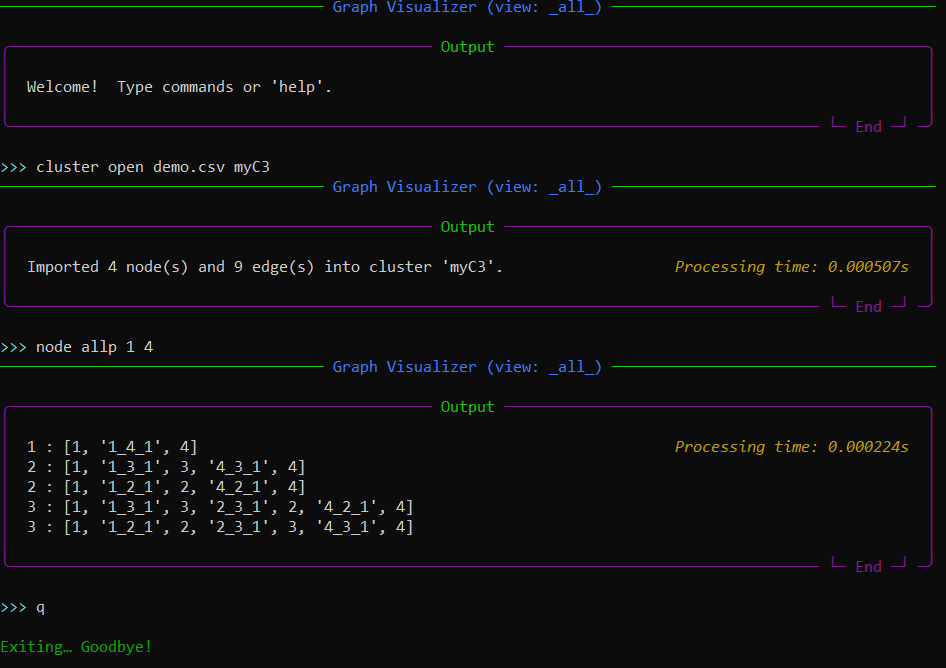 Graph Visualizer (view: _all_)
Output
Welcome!  Type commands or 'help'.
End
>>> cluster open demo.csv myC3
Graph Visualizer (view: _all_)
Output
Imported 4 node(s) and 9 edge(s) into cluster 'myC3'. Processing time: 0.000507s
End
>>> node allp 1 4
Graph Visualizer (view: _all_)
Output
1 : [1, '1_4_1', 4] Processing time: 0.000224s
2 : [1, '1_3_1', 3, '4_3_1', 4]
2 : [1, '1_2_1', 2, '4_2_1', 4]
3 : [1, '1_3_1', 3, '2_3_1', 2, '4_2_1', 4]
3 : [1, '1_2_1', 2, '2_3_1', 3, '4_3_1', 4]
End
>>> q
Exiting… Goodbye!